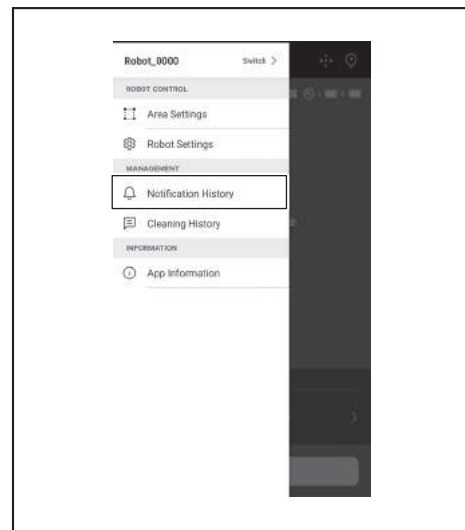 Robot_0000 Switch >
ROBOT CONTROL
Area Settings
Robot Settings
MANAGEMENT
Notification History
Cleaning History
INFORMATION
App Information